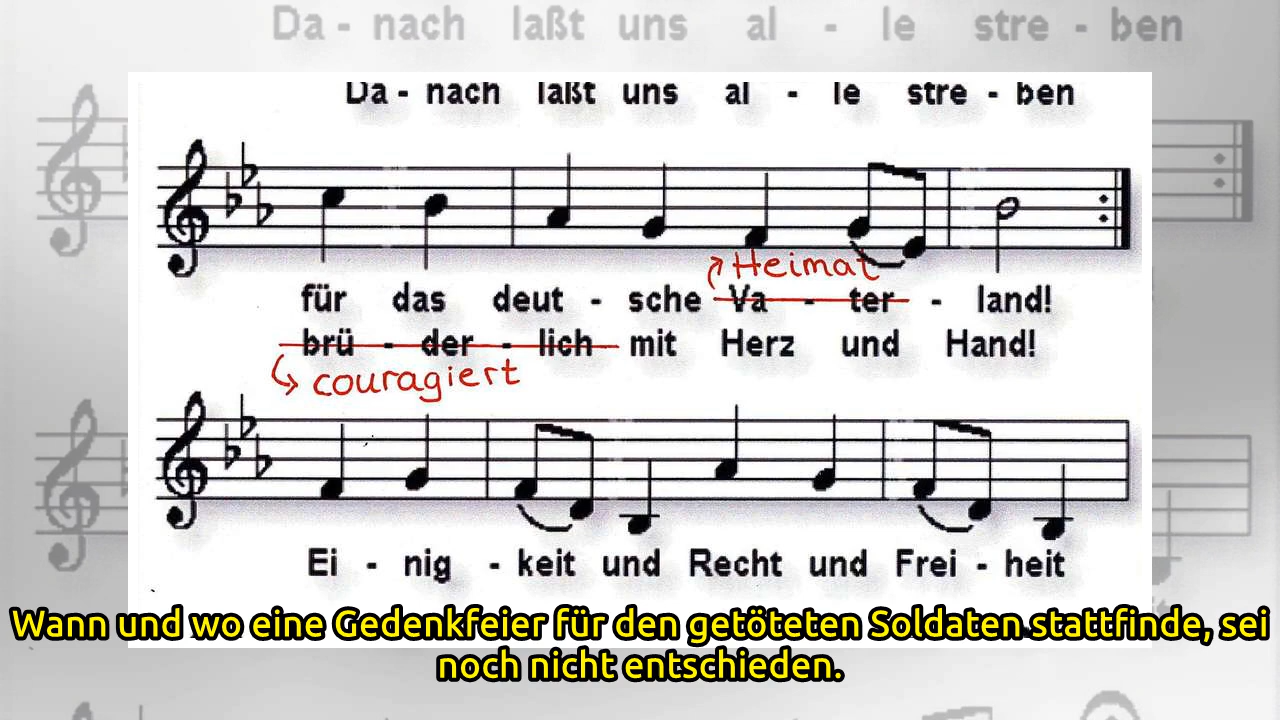 Da - nach laßt uns al - le stre - ben
Da - nach laßt uns al - le stre - ben
Heimat
für das deut - sche Va - ter - land!
brü - der - lich mit Herz und Hand!
couragiert
Ei - nig - keit und Recht und Frei - heit
Wann und wo eine Gedenkfeier für den getöteten Soldaten stattfinde, sei
noch nicht entschieden.